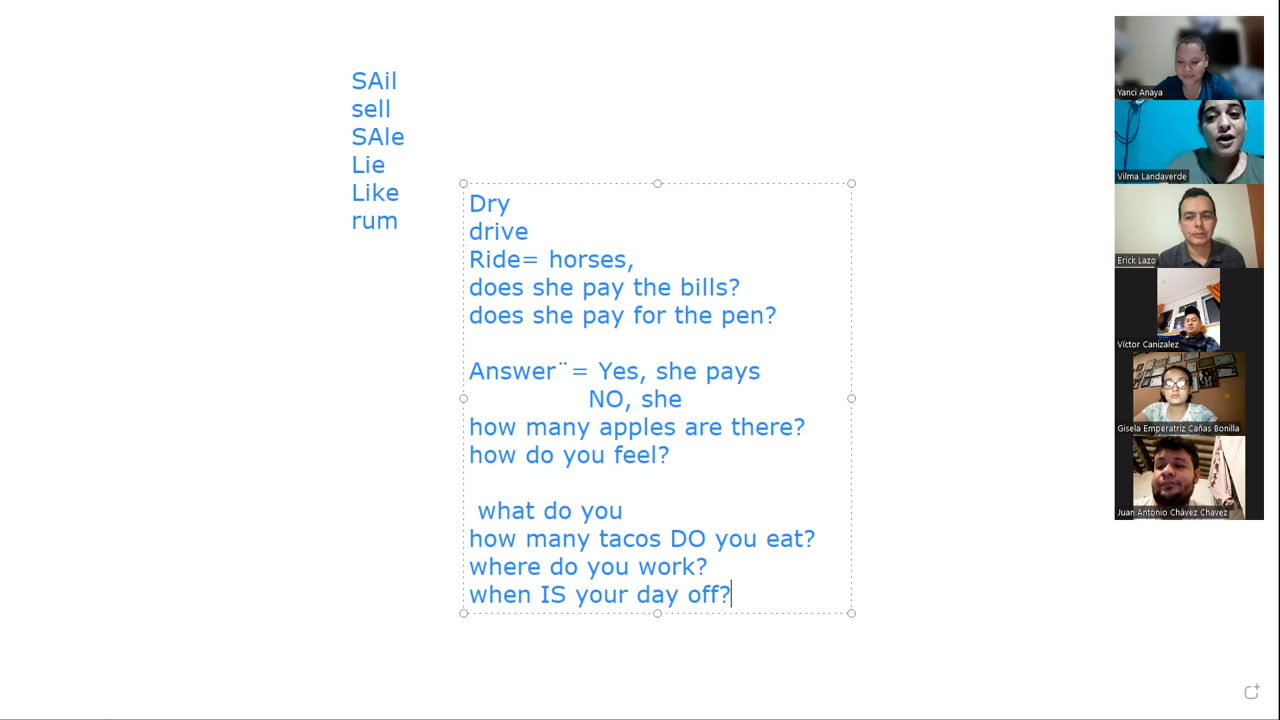 SAil
sell
SAle
Lie
Like
rum
Dry
drive
Ride= horses,
does she pay the bills?
does she pay for the pen?
Answer¨= Yes, she pays
NO, she
how many apples are there?
how do you feel?
what do you
how many tacos DO you eat?
where do you work?
when IS your day off?
Yanci Anaya
Vilma Landaverde
Erick Lazo
Víctor Canizalez
Gisela Emperatriz Cañas Bonilla
Juan Antonio Chávez Chavez